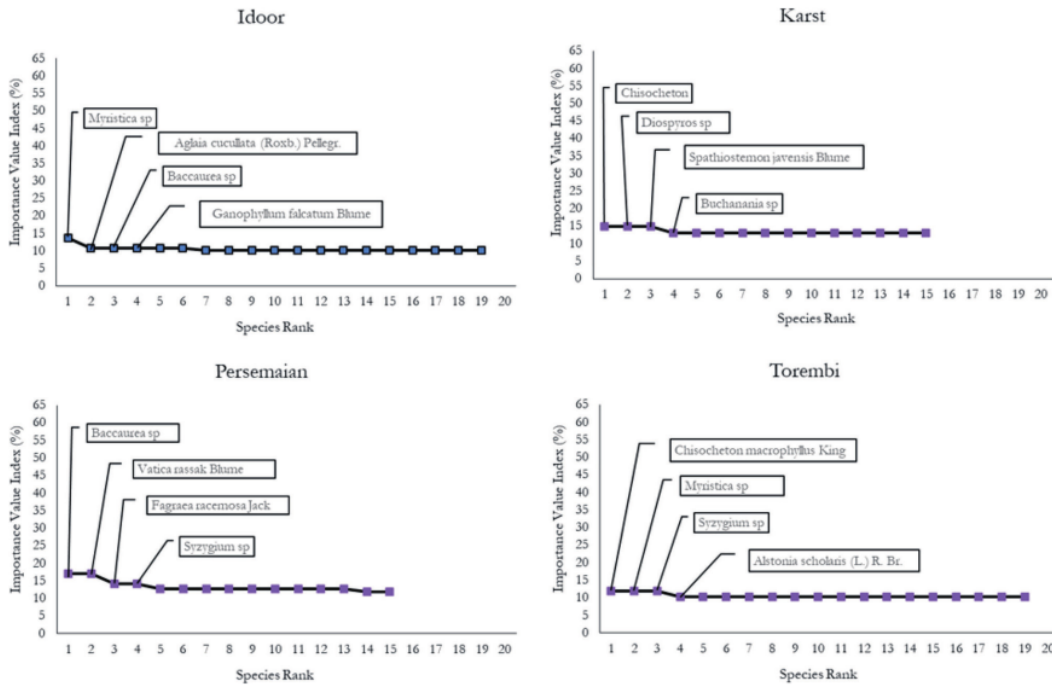 Idoor
Importance Value Index (%)
65
60
55
50
45
40
35
30
25
20
15
10
5
0
Myristica sp
Aglaia cucullata (Roxb.) Pellegr.
Baccaurea sp
Ganophyllum falcatum Blume
1 2 3 4 5 6 7 8 9 10 11 12 13 14 15 16 17 18 19 20
Species Rank
Karst
Importance Value Index (%)
65
60
55
50
45
40
35
30
25
20
15
10
5
0
Chisocheton
Diospyros sp
Spathiostemon javensis Blume
Buchanania sp
1 2 3 4 5 6 7 8 9 10 11 12 13 14 15 16 17 18 19 20
Species Rank
Persemaian
Importance Value Index (%)
65
60
55
50
45
40
35
30
25
20
15
10
5
0
Baccaurea sp
Vatica rassak Blume
Fagraea racemosa Jack
Syzygium sp
1 2 3 4 5 6 7 8 9 10 11 12 13 14 15 16 17 18 19 20
Species Rank
Torembi
Importance Value Index (%)
65
60
55
50
45
40
35
30
25
20
15
10
5
0
Chisocheton macrophyllus King
Myristica sp
Syzygium sp
Alstonia scholaris (L.) R. Br.
1 2 3 4 5 6 7 8 9 10 11 12 13 14 15 16 17 18 19 20
Species Rank